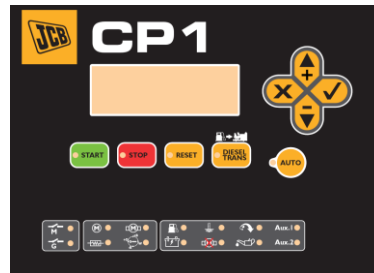 JCB
CP1
START
STOP
RESET
DIESEL
TRANS
AUTO
M
M
M
Aux.1
G
Aux.2